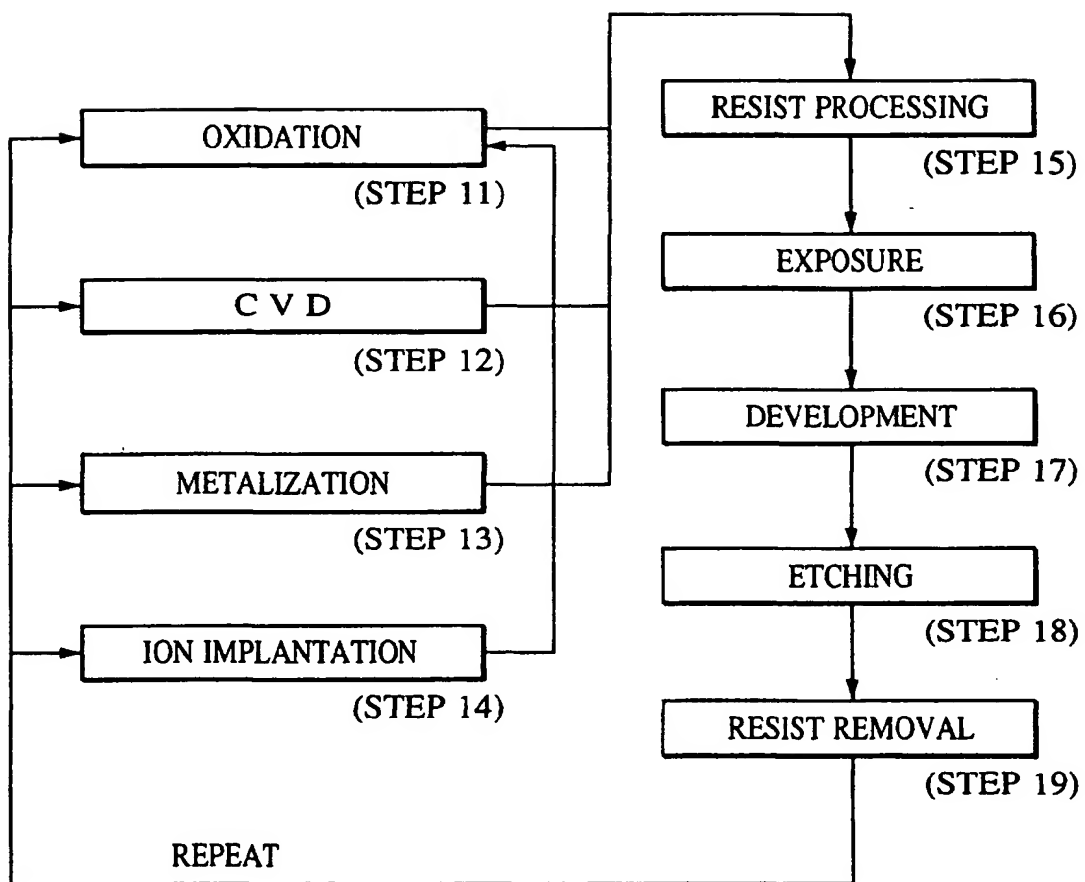 OXIDATION
(STEP 11)
C V D
(STEP 12)
METALIZATION
(STEP 13)
ION IMPLANTATION
(STEP 14)
RESIST PROCESSING
(STEP 15)
EXPOSURE
(STEP 16)
DEVELOPMENT
(STEP 17)
ETCHING
(STEP 18)
RESIST REMOVAL
(STEP 19)
REPEAT